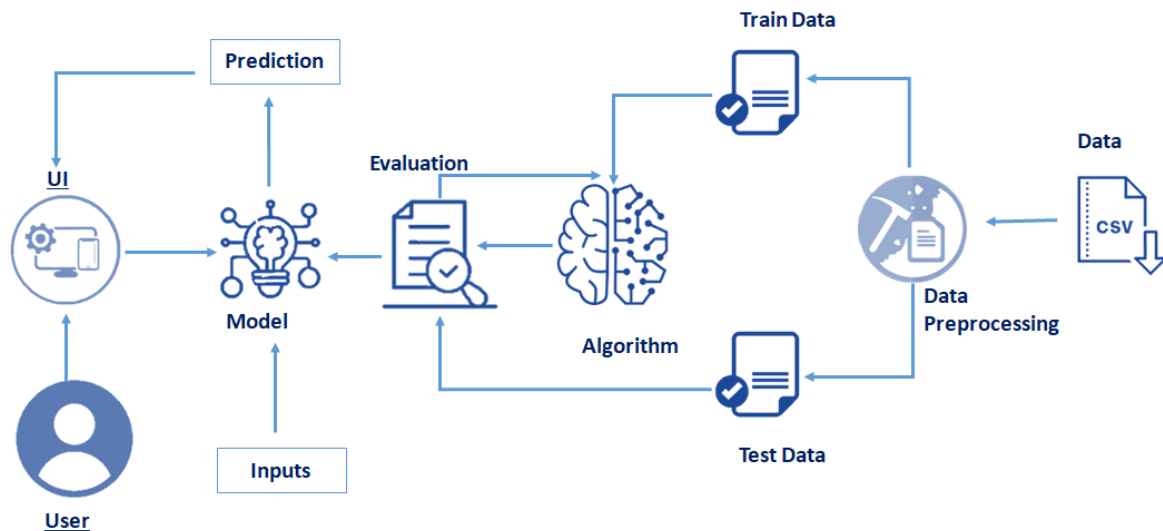 Train Data
Prediction
Data
Evaluation
UI
CSV
Data
Preprocessing
Model
Algorithm
Inputs
Test Data
User